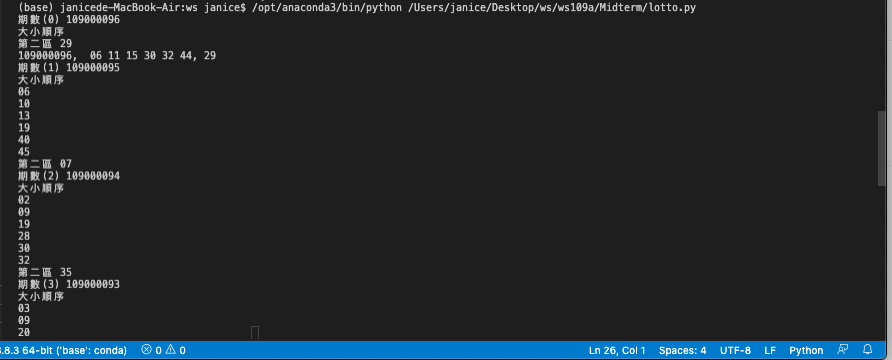 (base) janicede-MacBook-Air:ws janice$ /opt/anaconda3/bin/python /Users/janice/Desktop/ws/ws109a/Midterm/lotto.py
期數(0) 109000096
大小順序
第二區 29
109000096,  06 11 15 30 32 44, 29
期數(1) 109000095
大小順序
06
10
13
19
40
45
第二區 07
期數(2) 109000094
大小順序
02
09
19
28
30
32
第二區 35
期數(3) 109000093
大小順序
03
09
20
3.8.3 64-bit ('base': conda) 0 0 Ln 26, Col 1 Spaces: 4 UTF-8 LF Python